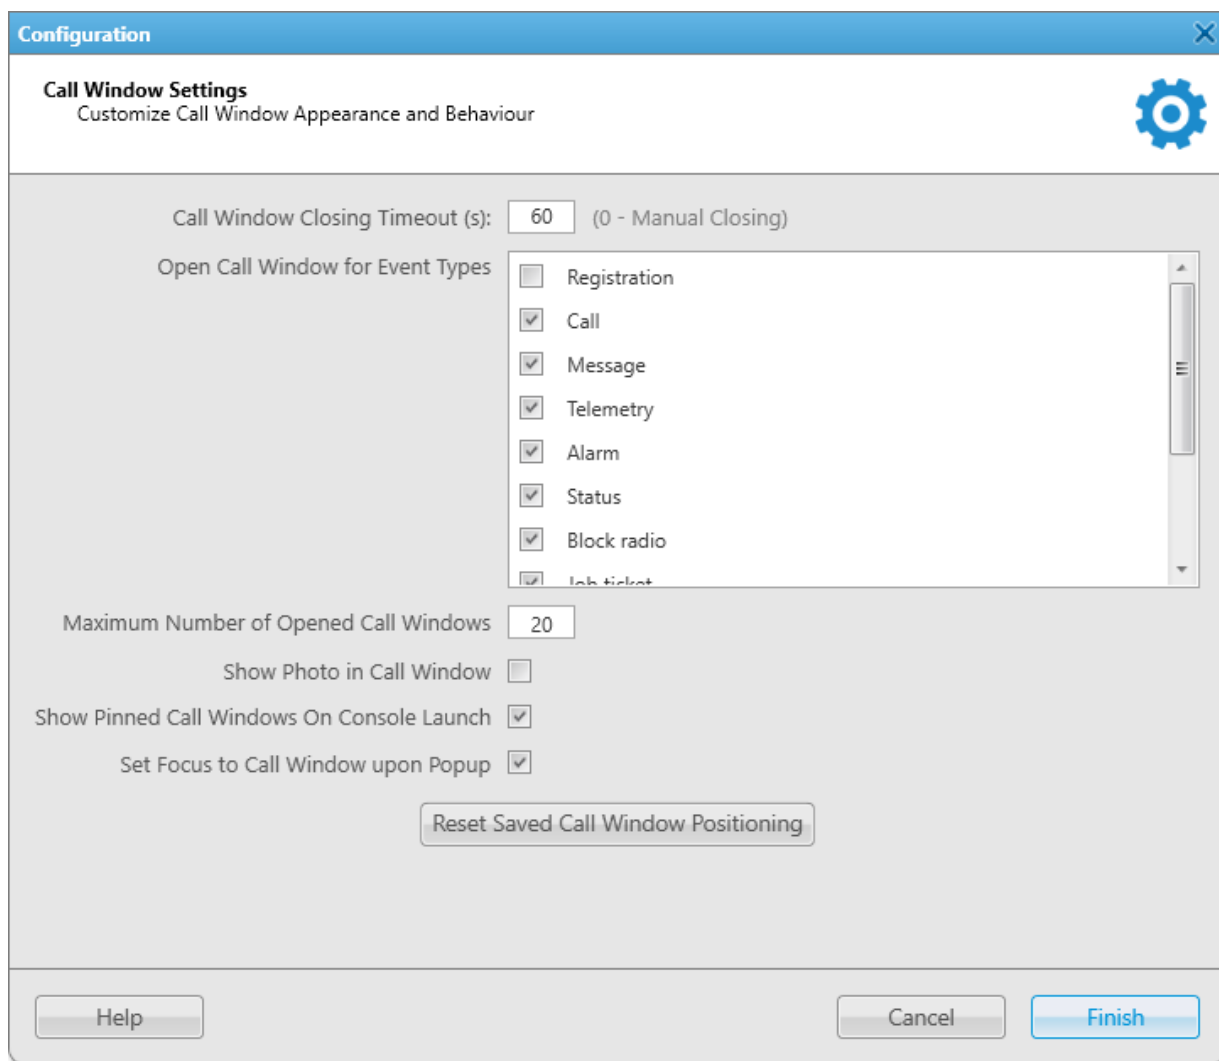 Configuration
Call Window Settings
Customize Call Window Appearance and Behaviour
Call Window Closing Timeout (s): 60 (0 - Manual Closing)
Open Call Window for Event Types
Registration
Call
Message
Telemetry
Alarm
Status
Block radio
Job ticket
Maximum Number of Opened Call Windows 20
Show Photo in Call Window
Show Pinned Call Windows On Console Launch
Set Focus to Call Window upon Popup
Reset Saved Call Window Positioning
Help Cancel Finish